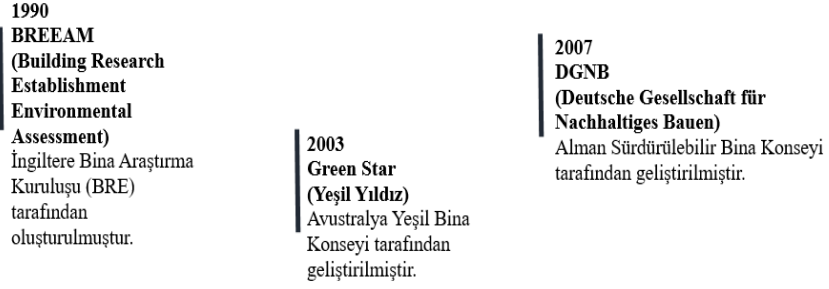 1990
BREEAM
(Building Research
Establishment
Environmental
Assessment)
İngiltere Bina Araştırma
Kuruluşu (BRE)
tarafından
oluşturulmuştur.
2003
Green Star
(Yeşil Yıldız)
Avustralya Yeşil Bina
Konseyi tarafından
geliştirilmiştir.
2007
DGNB
(Deutsche Gesellschaft für
Nachhaltiges Bauen)
Alman Sürdürülebilir Bina Konseyi
tarafından geliştirilmiştir.